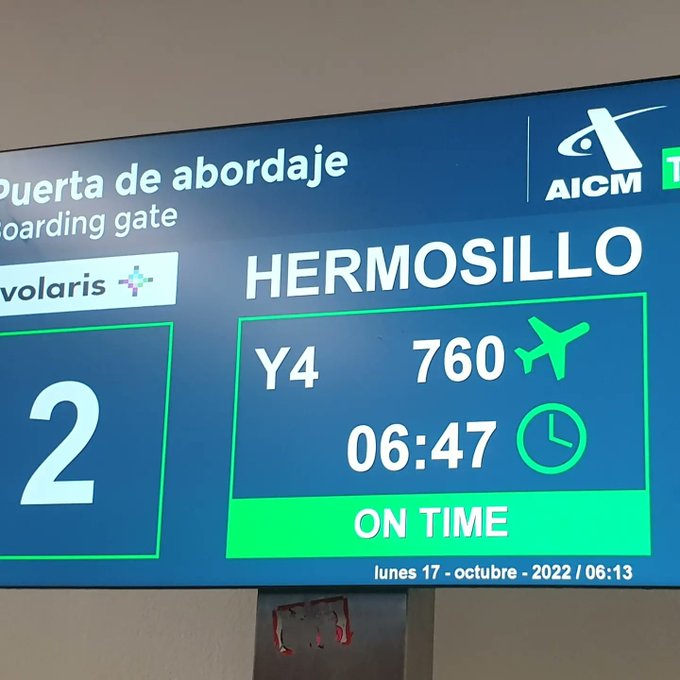 Puerta de abordaje
Boarding gate
AICM
volaris
HERMOSILLO
2
Y4 760
06:47
ON TIME
lunes 17 - octubre - 2022 / 06:13